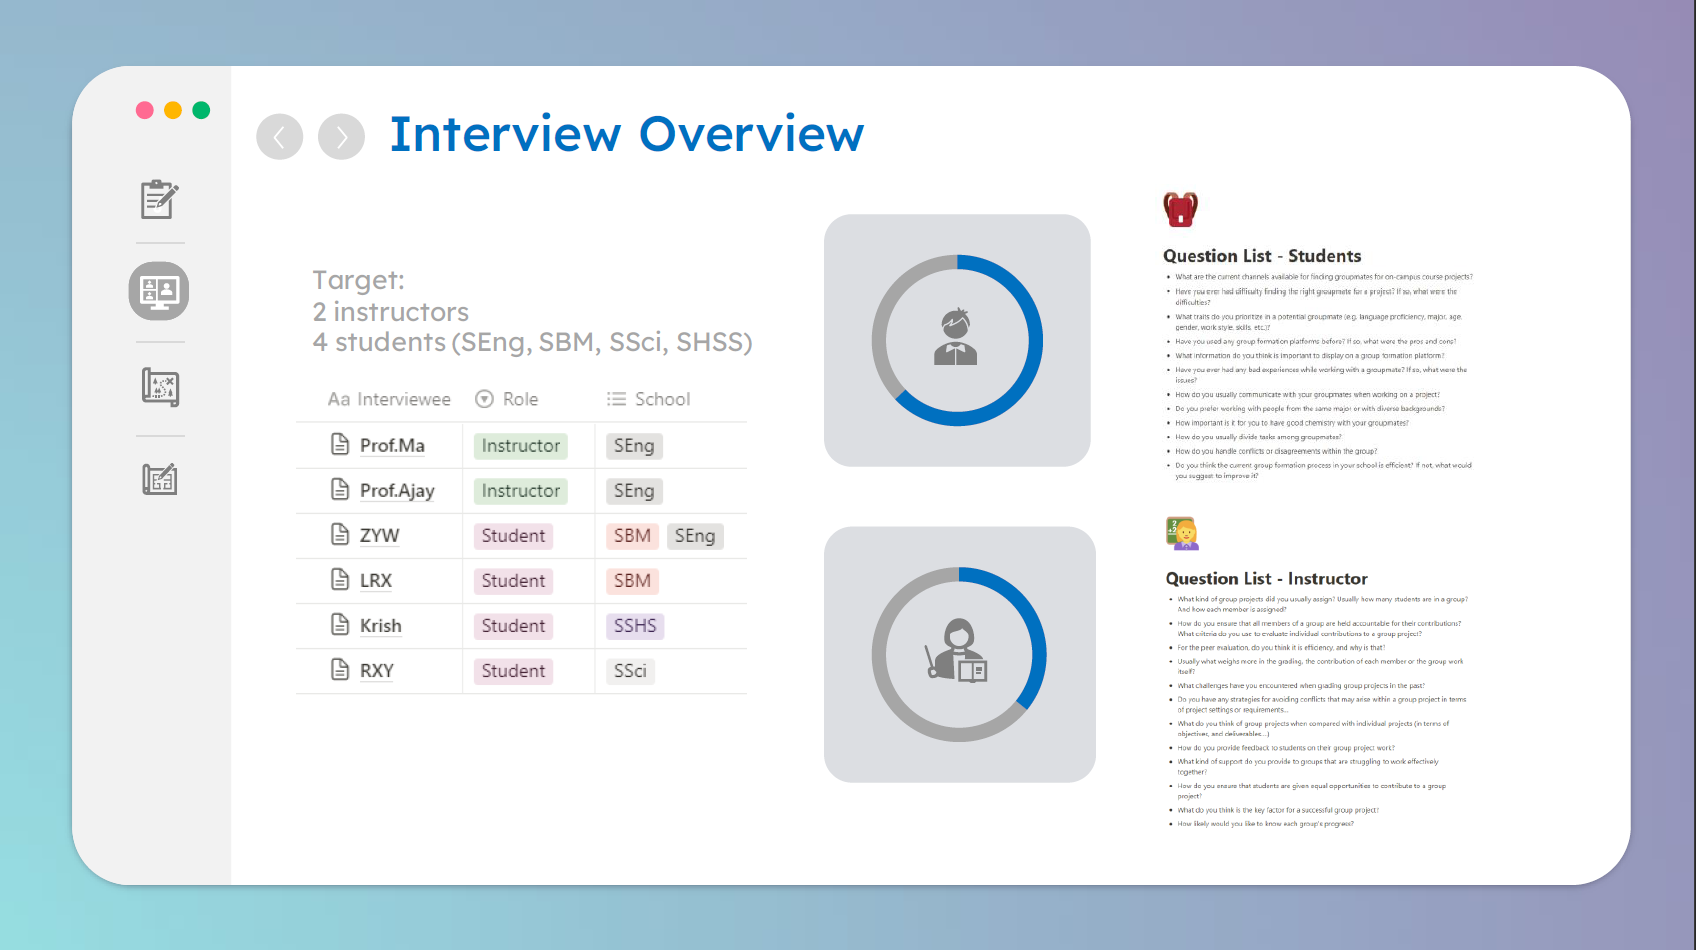 Interview Overview
Target:
2 instructors
4 students (SEng, SBM, SSci, SHSS)
Aa Interviewee Role School
Prof.Ma Instructor SEng
Prof.Ajay Instructor SEng
ZYW Student SBM SEng
LRX Student SBM
Krish Student SSHS
RXY Student SSci
Question List - Students
• What are the current channels available for finding groupmates for on-campus course projects?
• Have you ever had difficulty finding the right groupmate for a project? If so, what were the
difficulties?
• What traits do you prioritize in a potential groupmate (e.g. language proficiency, major, age,
gender, work style, skills, etc.)?
• Have you used any group formation platforms before? If so, what were the pros and cons?
• What information do you think is important to display on a group formation platform?
• Have you ever had any bad experiences while working with a groupmate? If so, what were the
issues?
• How do you usually communicate with your groupmates when working on a project?
• Do you prefer working with people from the same major or with diverse backgrounds?
• How important is it for you to have good chemistry with your groupmates?
• How do you usually divide tasks among groupmates?
• How do you handle conflicts or disagreements within the group?
• Do you think the current group formation process in your school is efficient? If not, what would
you suggest to improve it?
Question List - Instructor
• What kind of group projects did you usually assign? Usually how many students are in a group?
And how each member is assigned?
• How do you ensure that all members of a group are held accountable for their contributions?
What criteria do you use to evaluate individual contributions to a group project?
• For the peer evaluation, do you think it is efficiency, and why is that?
• Usually what weighs more in the grading, the contribution of each member or the group work
itself?
• What challenges have you encountered when grading group projects in the past?
• Do you have any strategies for avoiding conflicts that may arise within a group project in terms
of project settings or requirements...
• What do you think of group projects when compared with individual projects (in terms of
objectives, and deliverables...)
• How do you provide feedback to students on their group project work?
• What kind of support do you provide to groups that are struggling to work effectively
together?
• How do you ensure that students are given equal opportunities to contribute to a group
project?
• What do you think is the key factor for a successful group project?
• How likely would you like to know each group's progress?